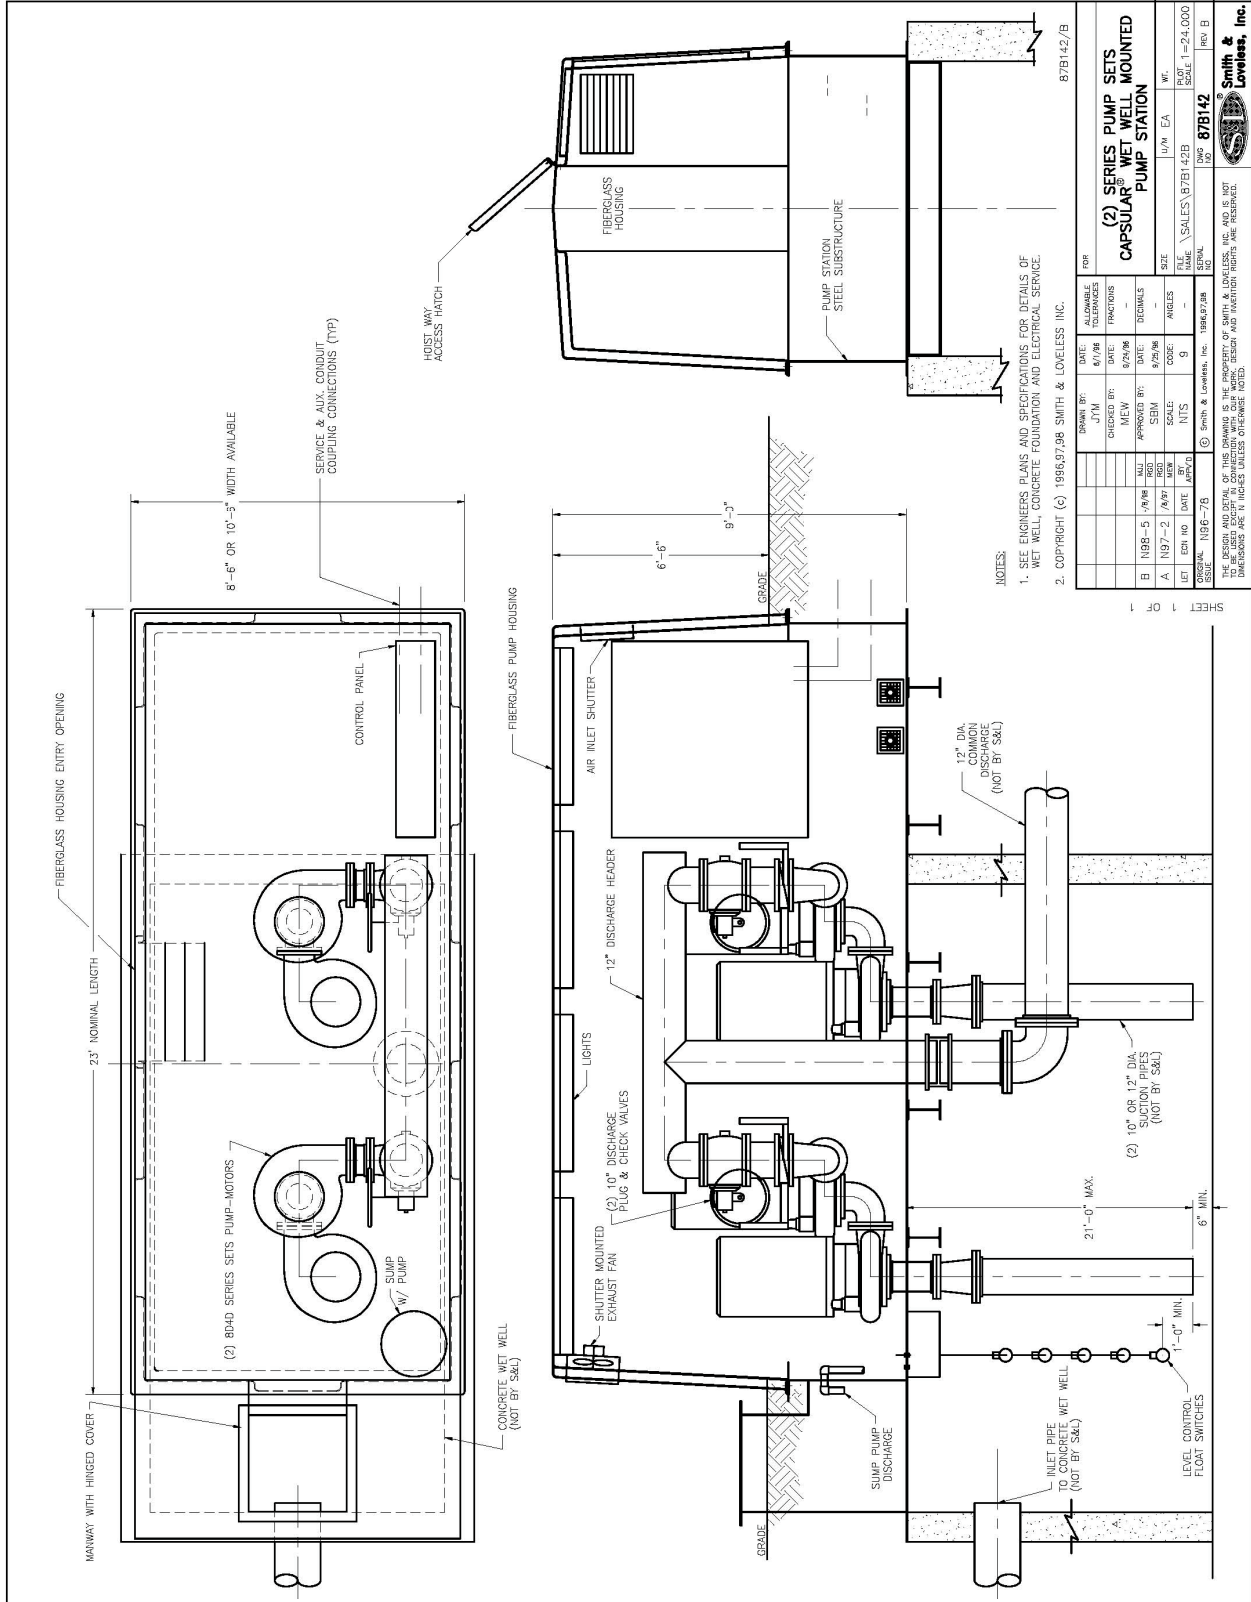 MANWAY WITH HINGED COVER
23' NOMINAL LENGTH
FIBERGLASS HOUSING ENTRY OPENING
(2) 8D4D SERIES SETS PUMP-MOTORS
SUMP
W/ PUMP
CONCRETE WET WELL
(NOT BY S&L)
CONTROL PANEL
8'-6" OR 10'-5" WIDTH AVAILABLE
SERVICE & AUX. CONDUIT
COUPLING CONNECTIONS (TYP)
HOIST WAY
ACCESS HATCH
FIBERGLASS
HOUSING
PUMP STATION
STEEL SUBSTRUCTURE
FIBERGLASS PUMP HOUSING
AIR INLET SHUTTER
12" DISCHARGE HEADER
LIGHTS
(2) 10" DISCHARGE
PLUG & CHECK VALVES
SHUTTER MOUNTED
EXHAUST FAN
6'-6"
9'-0"
GRADE
GRADE
SUMP PUMP
DISCHARGE
INLET PIPE
TO CONCRETE WET WELL
(NOT BY S&L)
LEVEL CONTROL
FLOAT SWITCHES
1'-0" MIN.
21'-0" MAX.
6" MIN.
(2) 10" OR 12" DIA.
SUCTION PIPES
(NOT BY S&L)
12" DIA.
COMMON
DISCHARGE
(NOT BY S&L)
NOTES:
1. SEE ENGINEERS PLANS AND SPECIFICATIONS FOR DETAILS OF
WET WELL, CONCRETE FOUNDATION AND ELECTRICAL SERVICE.
2. COPYRIGHT (c) 1996,97,98 SMITH & LOVELESS INC.
87B142/B
SHEET 1 OF 1
B N98-5 /8/98 MJJ RGD
A N97-2 /8/97 RGD MEW
LET ECN NO DATE BY APPV'D
ORIGINAL ISSUE N96-78
DRAWN BY: JYM DATE: 6/1/96
CHECKED BY: MEW DATE: 9/24/96
APPROVED BY: SBM DATE: 9/25/96
SCALE: NTS CODE: 9
ALLOWABLE TOLERANCES
FRACTIONS -
DECIMALS -
ANGLES -
FOR
(2) SERIES PUMP SETS
CAPSULAR® WET WELL MOUNTED
PUMP STATION
SIZE U/M EA WT.
FILE NAME \SALES\87B142B PLOT SCALE 1=24.000
© Smith & Loveless, Inc. 1996,97,98
SERIAL NO DWG NO 87B142 REV B
THE DESIGN AND DETAIL OF THIS DRAWING IS THE PROPERTY OF SMITH & LOVELESS, INC. AND IS NOT
TO BE USED EXCEPT IN CONNECTION WITH OUR WORK. DESIGN AND INVENTION RIGHTS ARE RESERVED.
DIMENSIONS ARE IN INCHES UNLESS OTHERWISE NOTED.
S&L® Smith &
Loveless, Inc.